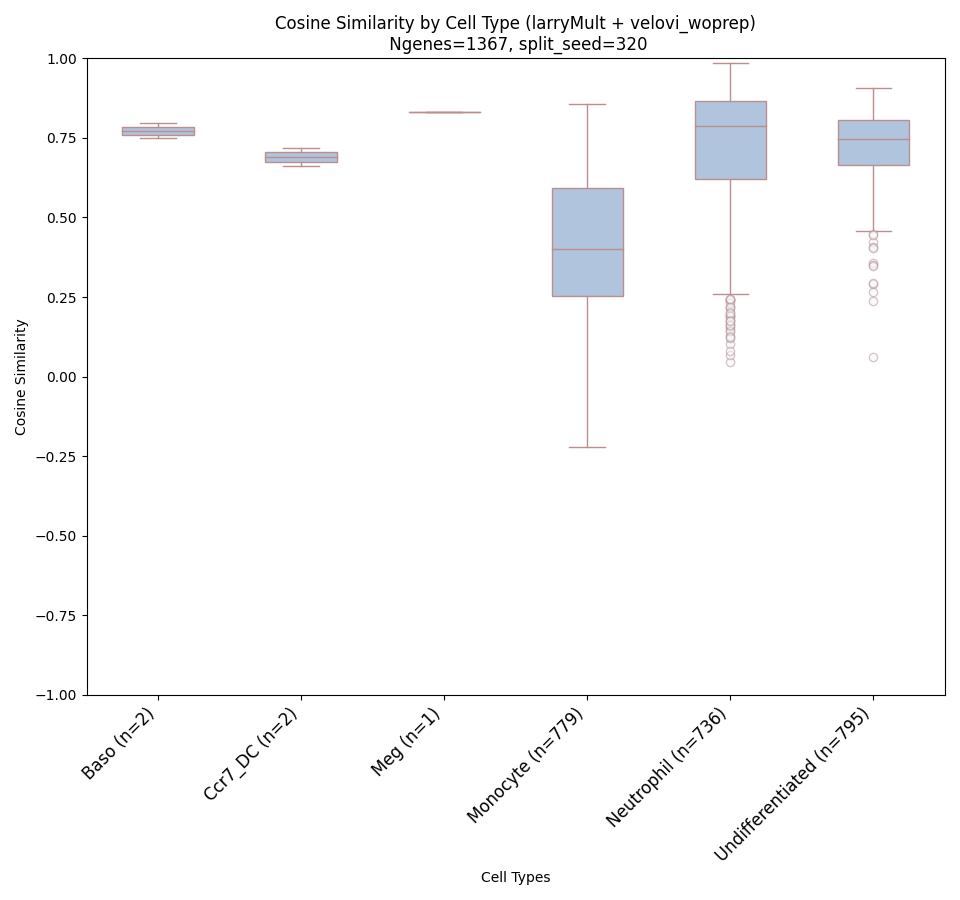 Cosine Similarity by Cell Type (larryMult + velovi_woprep)
Ngenes=1367, split_seed=320
1.00
0.75
0.50
0.25
0.00
−0.25
−0.50
−0.75
−1.00
Cosine Similarity
Baso (n=2)
Ccr7_DC (n=2)
Meg (n=1)
Monocyte (n=779)
Neutrophil (n=736)
Undifferentiated (n=795)
Cell Types